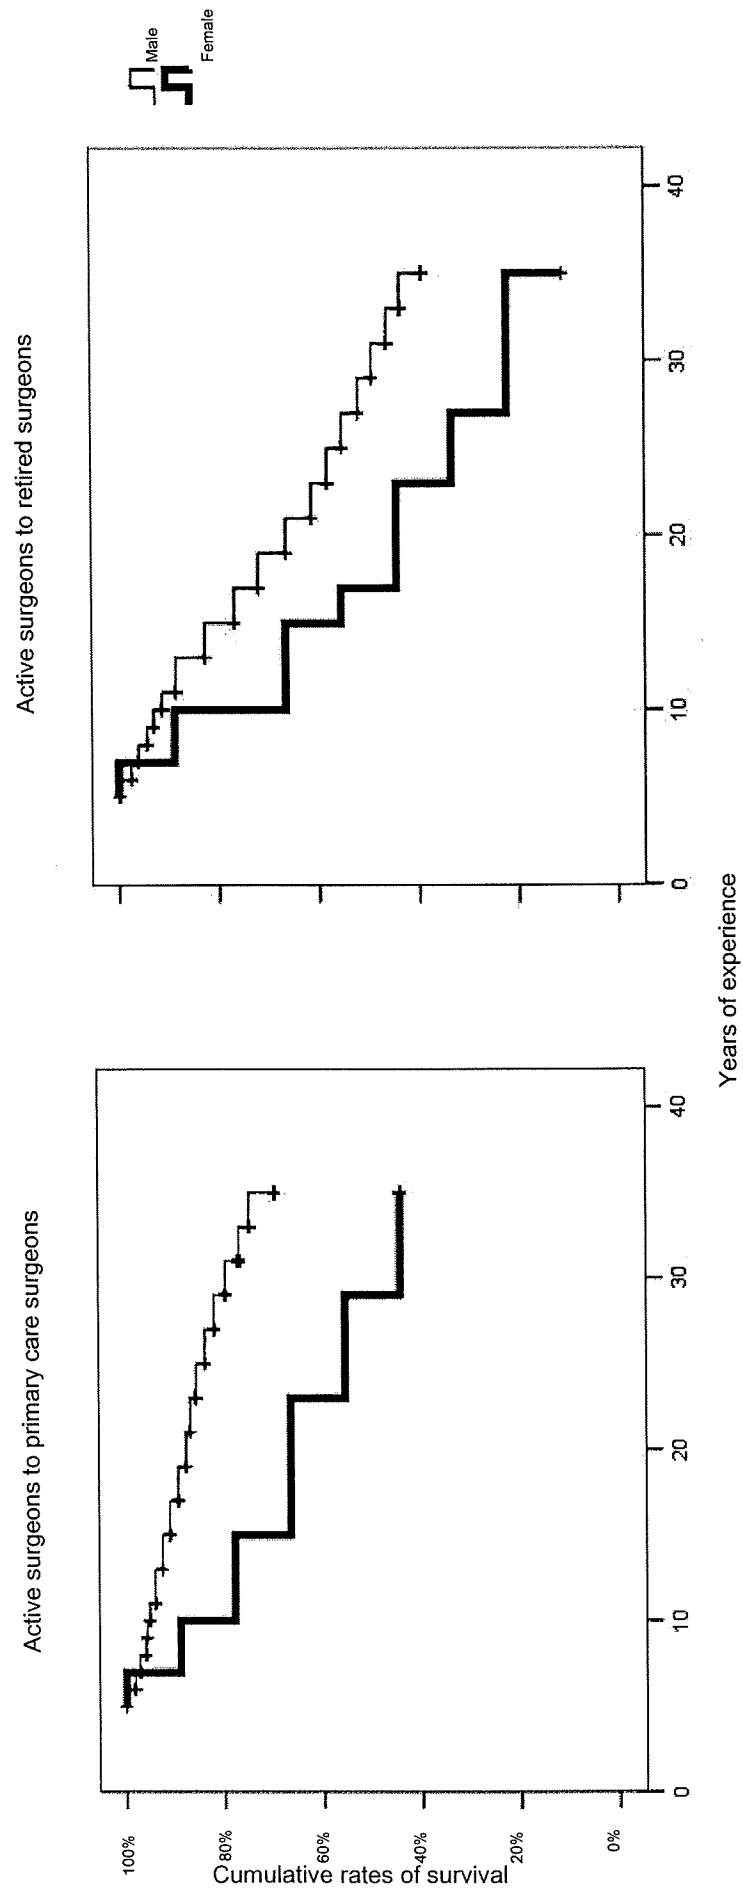 Active surgeons to primary care surgeons
Active surgeons to retired surgeons
Male
Female
Cumulative rates of survival
100%
80%
60%
40%
20%
0%
0
10
20
30
40
0
10
20
30
40
Years of experience